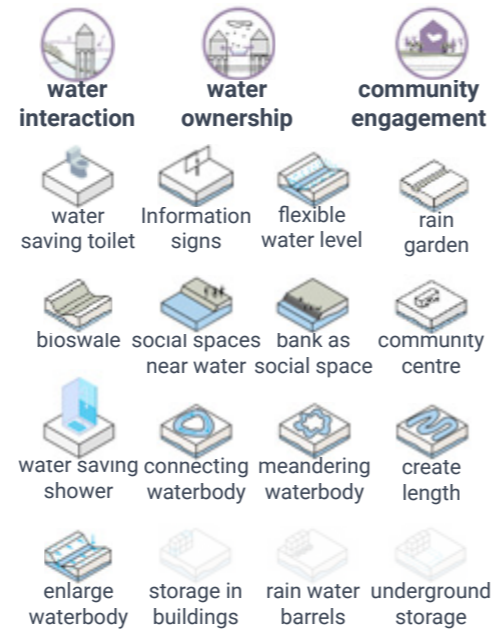 water
interaction
water
ownership
community
engagement
water
saving toilet
Information
signs
flexible
water level
rain
garden
bioswale
social spaces
near water
bank as
social space
community
centre
water saving
shower
connecting
waterbody
meandering
waterbody
create
length
enlarge
waterbody
storage in
buildings
rain water
barrels
underground
storage